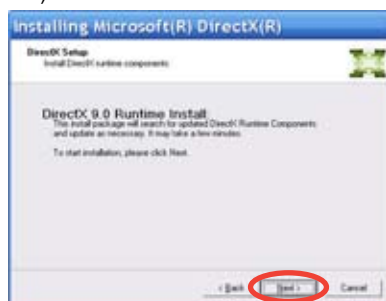 Installing Microsoft(R) DirectX(R)
DirectX Setup
Install DirectX runtime components
DirectX 9.0 Runtime Install
This install package will search for updated DirectX Runtime Components
and update as necessary. It may take a few minutes.
To start installation, please click Next.
< Back Next > Cancel